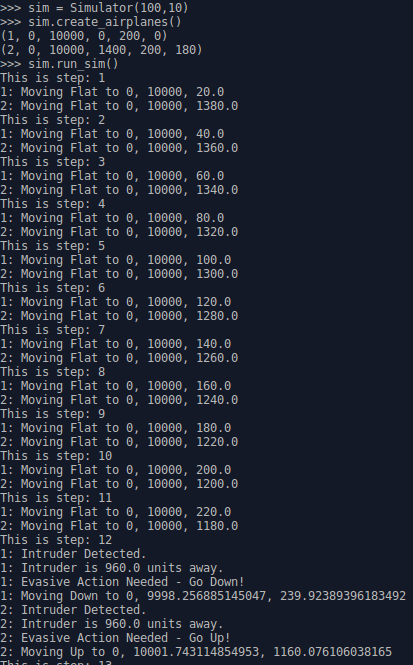 >>> sim = Simulator(100,10)
>>> sim.create_airplanes()
(1, 0, 10000, 0, 200, 0)
(2, 0, 10000, 1400, 200, 180)
>>> sim.run_sim()
This is step: 1
1: Moving Flat to 0, 10000, 20.0
2: Moving Flat to 0, 10000, 1380.0
This is step: 2
1: Moving Flat to 0, 10000, 40.0
2: Moving Flat to 0, 10000, 1360.0
This is step: 3
1: Moving Flat to 0, 10000, 60.0
2: Moving Flat to 0, 10000, 1340.0
This is step: 4
1: Moving Flat to 0, 10000, 80.0
2: Moving Flat to 0, 10000, 1320.0
This is step: 5
1: Moving Flat to 0, 10000, 100.0
2: Moving Flat to 0, 10000, 1300.0
This is step: 6
1: Moving Flat to 0, 10000, 120.0
2: Moving Flat to 0, 10000, 1280.0
This is step: 7
1: Moving Flat to 0, 10000, 140.0
2: Moving Flat to 0, 10000, 1260.0
This is step: 8
1: Moving Flat to 0, 10000, 160.0
2: Moving Flat to 0, 10000, 1240.0
This is step: 9
1: Moving Flat to 0, 10000, 180.0
2: Moving Flat to 0, 10000, 1220.0
This is step: 10
1: Moving Flat to 0, 10000, 200.0
2: Moving Flat to 0, 10000, 1200.0
This is step: 11
1: Moving Flat to 0, 10000, 220.0
2: Moving Flat to 0, 10000, 1180.0
This is step: 12
1: Intruder Detected.
1: Intruder is 960.0 units away.
1: Evasive Action Needed - Go Down!
1: Moving Down to 0, 9998.256885145047, 239.92389396183492
2: Intruder Detected.
2: Intruder is 960.0 units away.
2: Evasive Action Needed - Go Up!
2: Moving Up to 0, 10001.743114854953, 1160.076106038165
This is step: 13